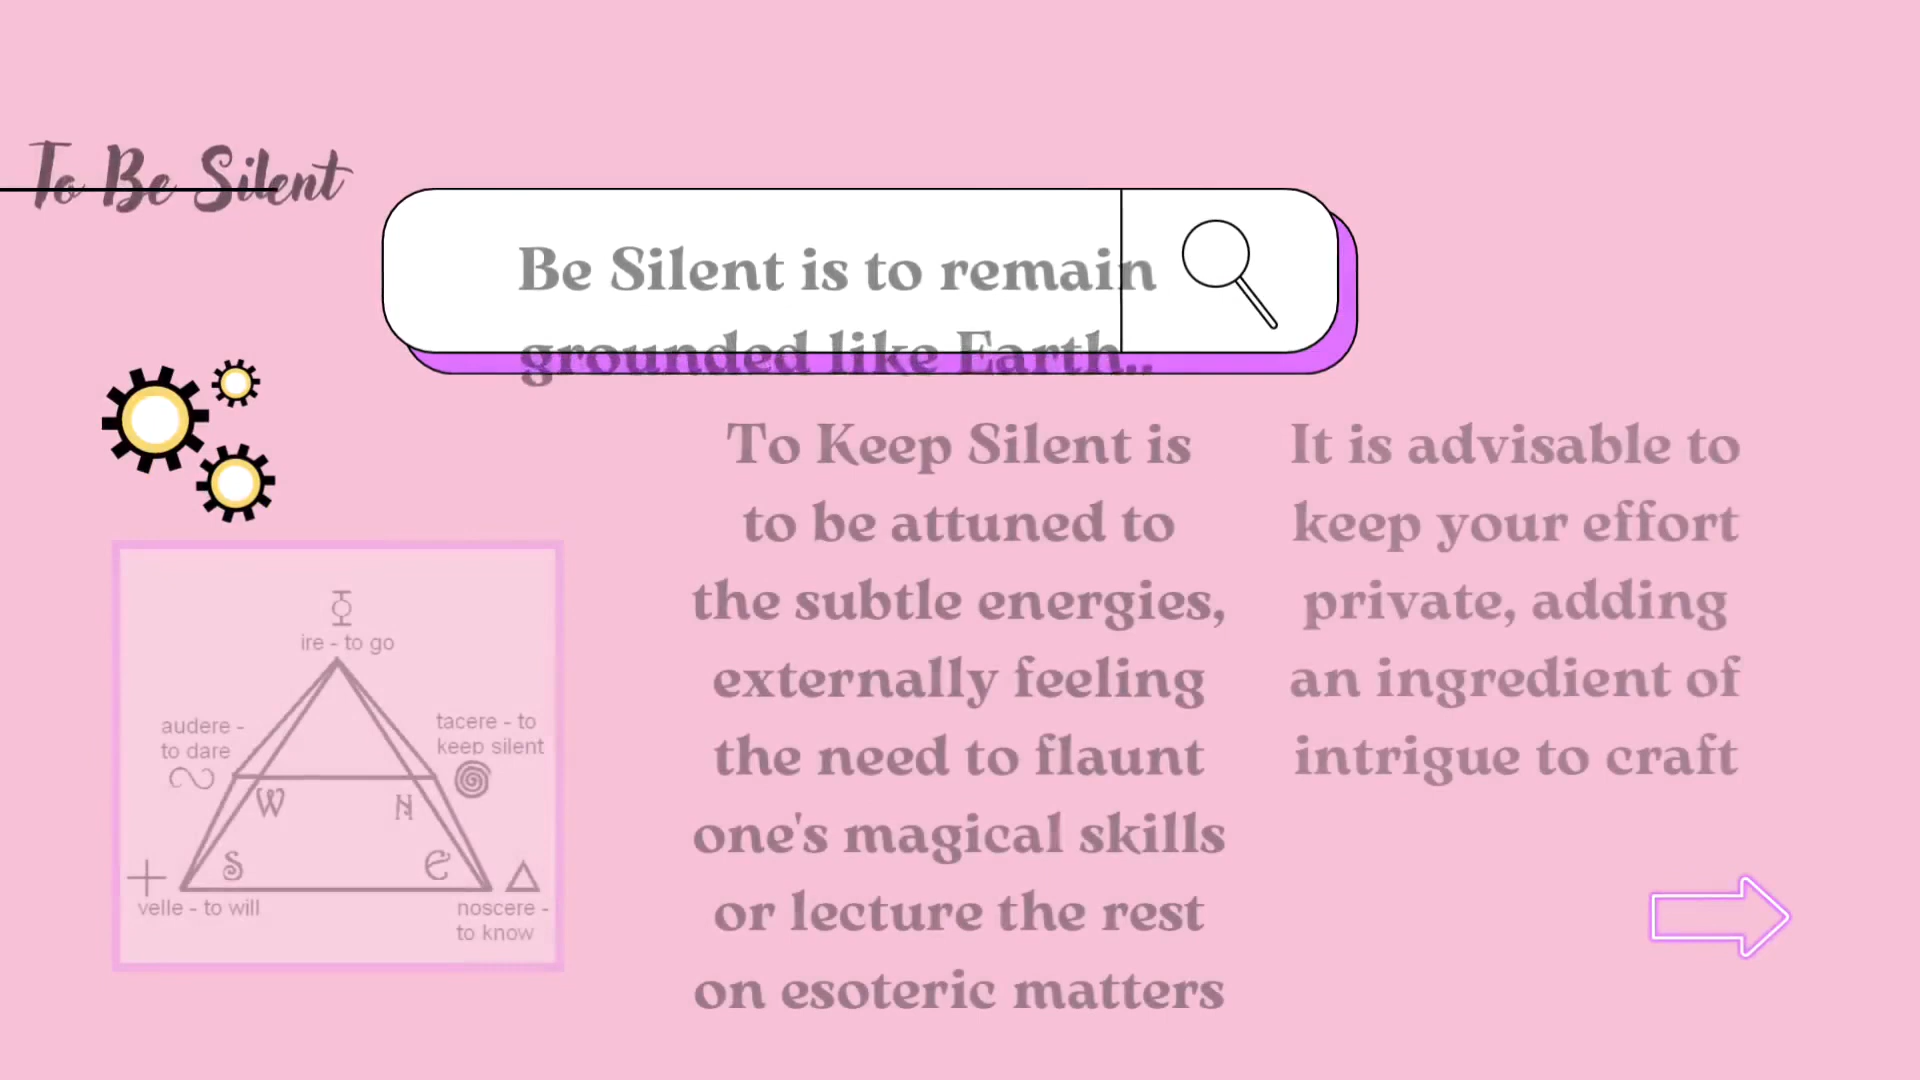 To Be Silent
Be Silent is to remain
grounded like Earth..
To Keep Silent is
to be attuned to
the subtle energies,
externally feeling
the need to flaunt
one's magical skills
or lecture the rest
on esoteric matters
It is advisable to
keep your effort
private, adding
an ingredient of
intrigue to craft
ire - to go
audere -
to dare
tacere - to
keep silent
W
N
S
e
velle - to will
noscere -
to know